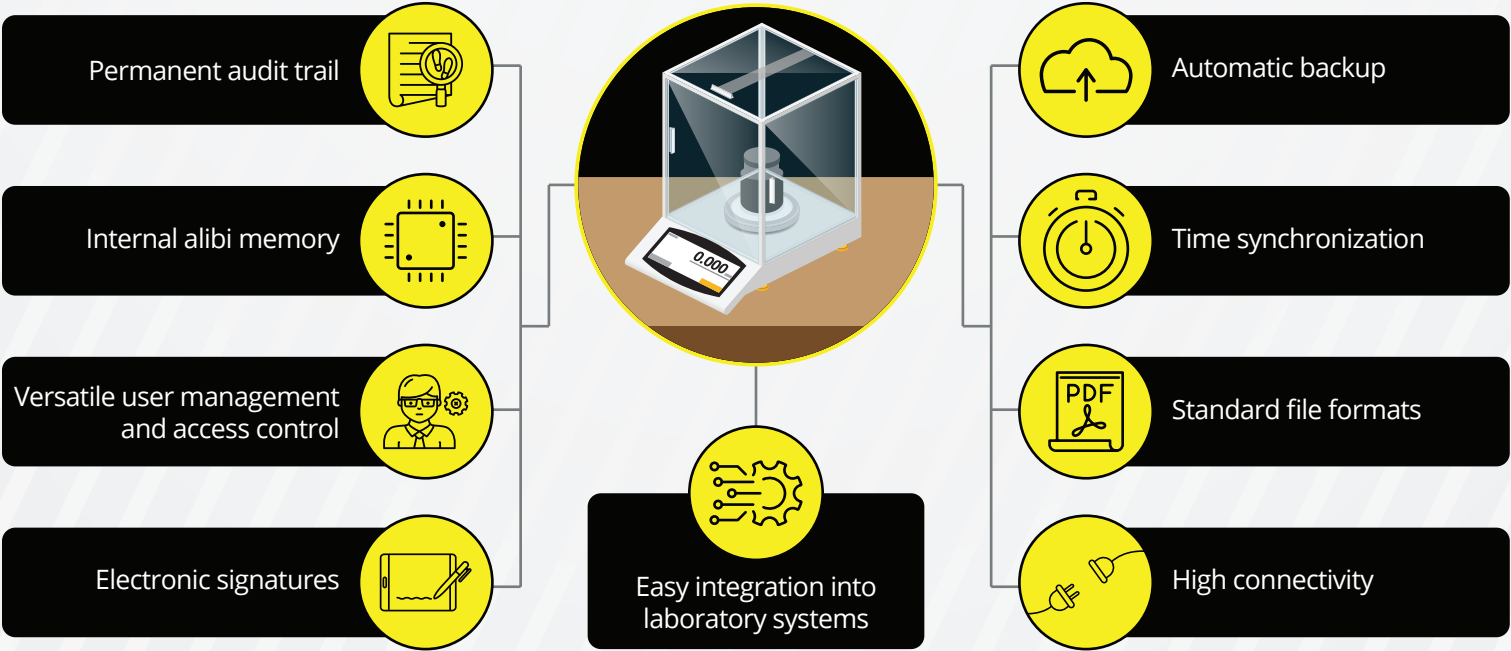 Permanent audit trail
Internal alibi memory
Versatile user management
and access control
Electronic signatures
0.000
Easy integration into
laboratory systems
Automatic backup
Time synchronization
PDF
Standard file formats
High connectivity